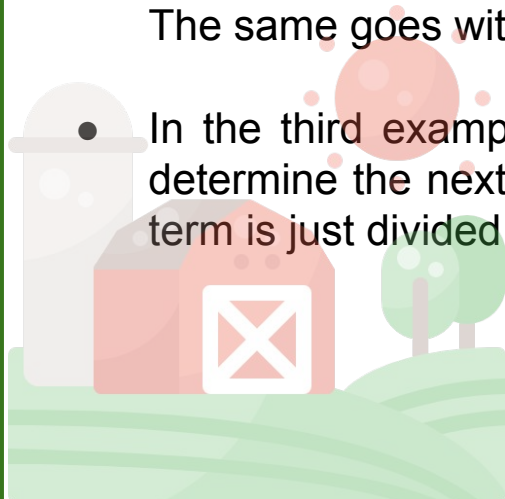 The same goes wit
In the third examp
determine the next
term is just divided